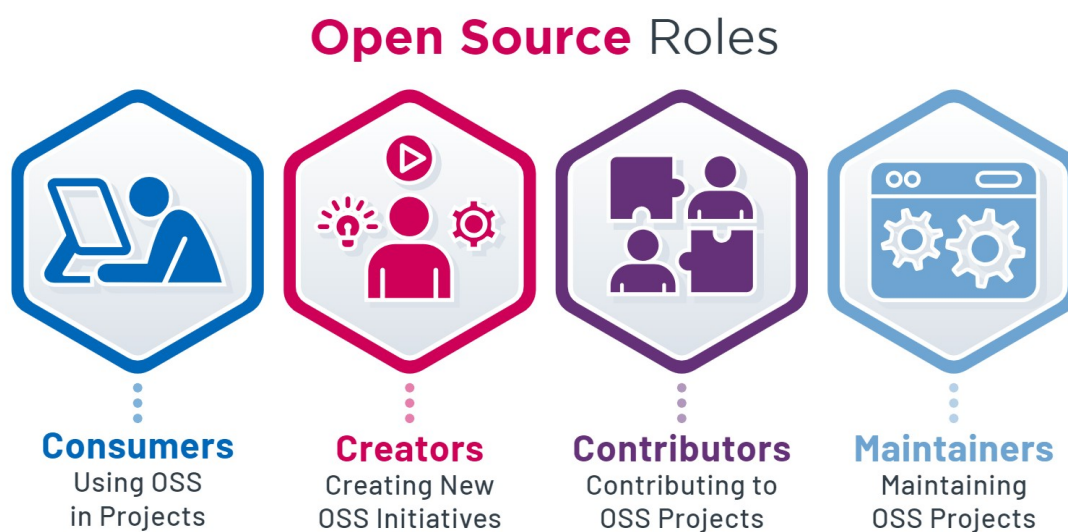 Open Source Roles
Consumers
Using OSS
in Projects
Creators
Creating New
OSS Initiatives
Contributors
Contributing to
OSS Projects
Maintainers
Maintaining
OSS Projects